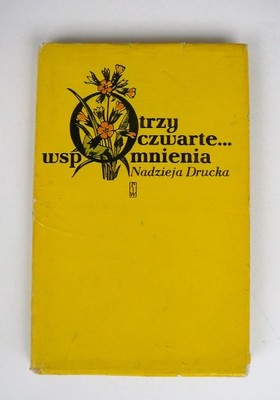 trzy
czwarte...
wspOmnienia
Nadzieja Drucka